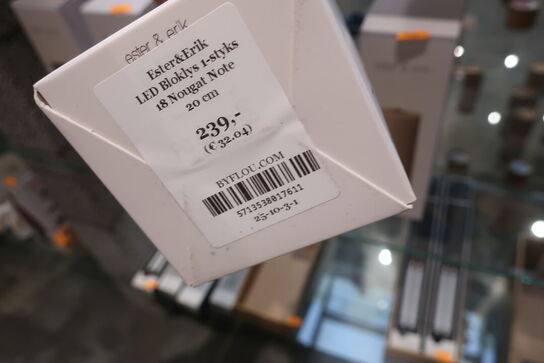 ester & erik
Ester&Erik
LED Bloklys 1-styks
18 Nougat Note
20 cm
239,-
(€ 32.04)
BYFLOU.COM
5713538017611
25-10-3-1